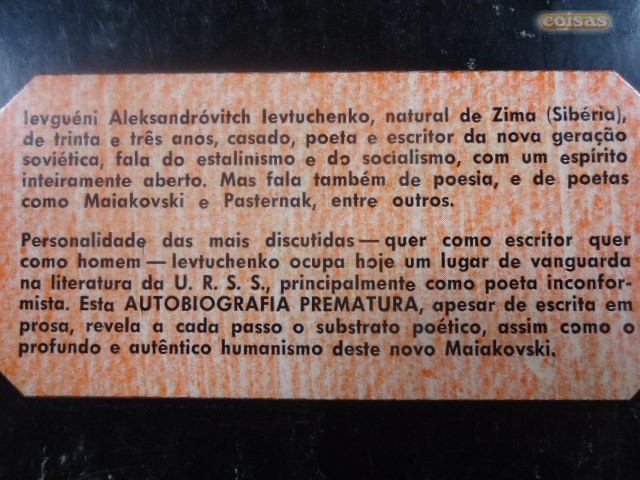 coisas
Ievguéni Aleksandróvitch Ievtuchenko, natural de Zima (Sibéria),
de trinta e três anos, casado, poeta e escritor da nova geração
soviética, fala do estalinismo e do socialismo, com um espírito
inteiramente aberto. Mas fala também de poesia, e de poetas
como Maiakovski e Pasternak, entre outros.
Personalidade das mais discutidas — quer como escritor quer
como homem — Ievtuchenko ocupa hoje um lugar de vanguarda
na literatura da U. R. S. S., principalmente como poeta inconfor-
mista. Esta AUTOBIOGRAFIA PREMATURA, apesar de escrita em
prosa, revela a cada passo o substrato poético, assim como o
profundo e autêntico humanismo deste novo Maiakovski.